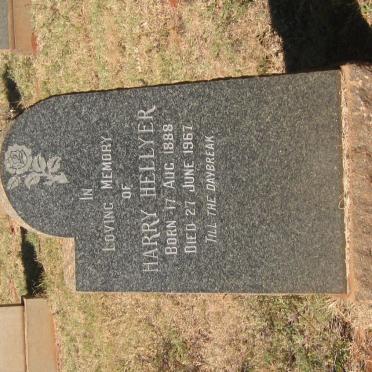 IN
LOVING MEMORY
OF
HARRY HELLYER
BORN 17 AUG. 1888
DIED 27 JUNE 1967
TILL THE DAYBREAK